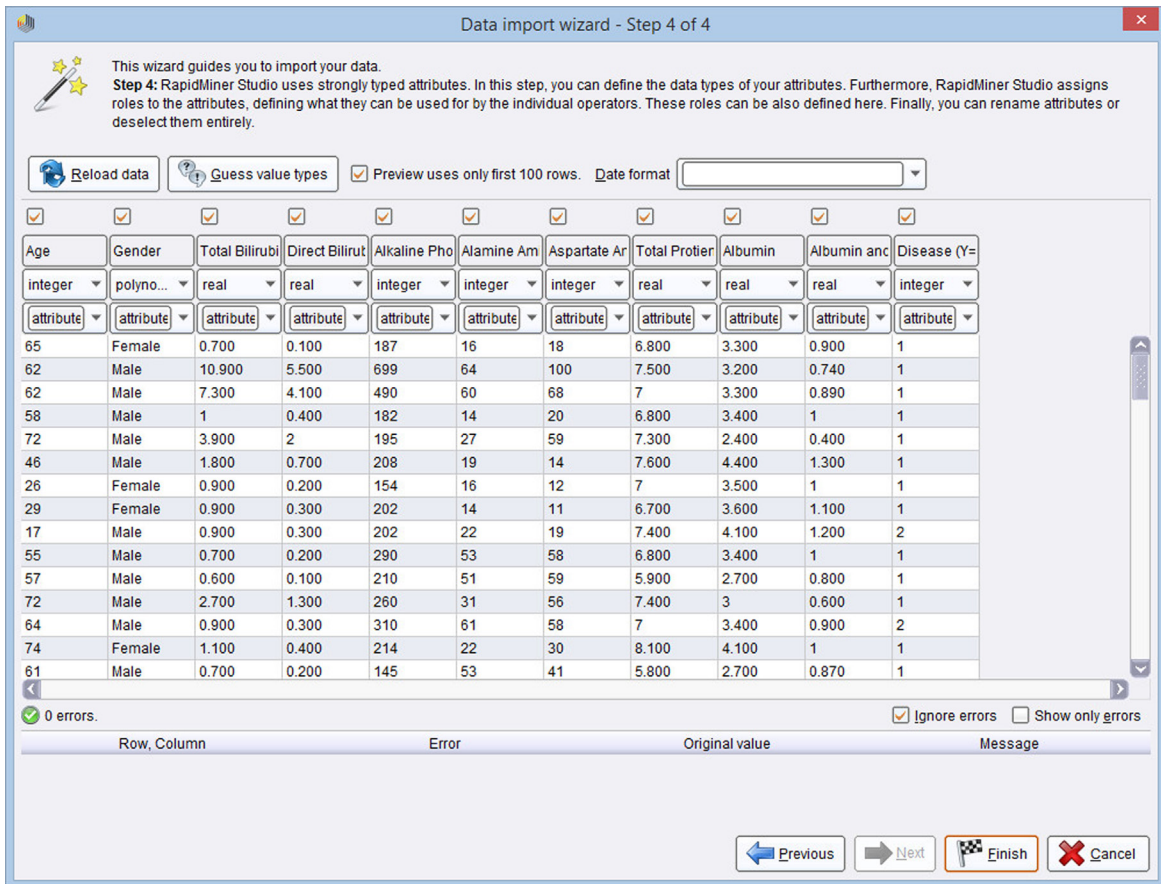 Data import wizard - Step 4 of 4
This wizard guides you to import your data.
Step 4: RapidMiner Studio uses strongly typed attributes. In this step, you can define the data types of your attributes. Furthermore, RapidMiner Studio assigns
roles to the attributes, defining what they can be used for by the individual operators. These roles can be also defined here. Finally, you can rename attributes or
deselect them entirely.
Reload data Guess value types Preview uses only first 100 rows. Date format
Age Gender Total Bilirubi Direct Bilirut Alkaline Pho Alamine Am Aspartate Ar Total Protier Albumin Albumin anc Disease (Y=
integer polyno... real real integer integer integer real real real integer
attribute attribute attribute attribute attribute attribute attribute attribute attribute attribute attribute
65 Female 0.700 0.100 187 16 18 6.800 3.300 0.900 1
62 Male 10.900 5.500 699 64 100 7.500 3.200 0.740 1
62 Male 7.300 4.100 490 60 68 7 3.300 0.890 1
58 Male 1 0.400 182 14 20 6.800 3.400 1 1
72 Male 3.900 2 195 27 59 7.300 2.400 0.400 1
46 Male 1.800 0.700 208 19 14 7.600 4.400 1.300 1
26 Female 0.900 0.200 154 16 12 7 3.500 1 1
29 Female 0.900 0.300 202 14 11 6.700 3.600 1.100 1
17 Male 0.900 0.300 202 22 19 7.400 4.100 1.200 2
55 Male 0.700 0.200 290 53 58 6.800 3.400 1 1
57 Male 0.600 0.100 210 51 59 5.900 2.700 0.800 1
72 Male 2.700 1.300 260 31 56 7.400 3 0.600 1
64 Male 0.900 0.300 310 61 58 7 3.400 0.900 2
74 Female 1.100 0.400 214 22 30 8.100 4.100 1 1
61 Male 0.700 0.200 145 53 41 5.800 2.700 0.870 1
0 errors. Ignore errors Show only errors
Row, Column Error Original value Message
Previous Next Finish Cancel